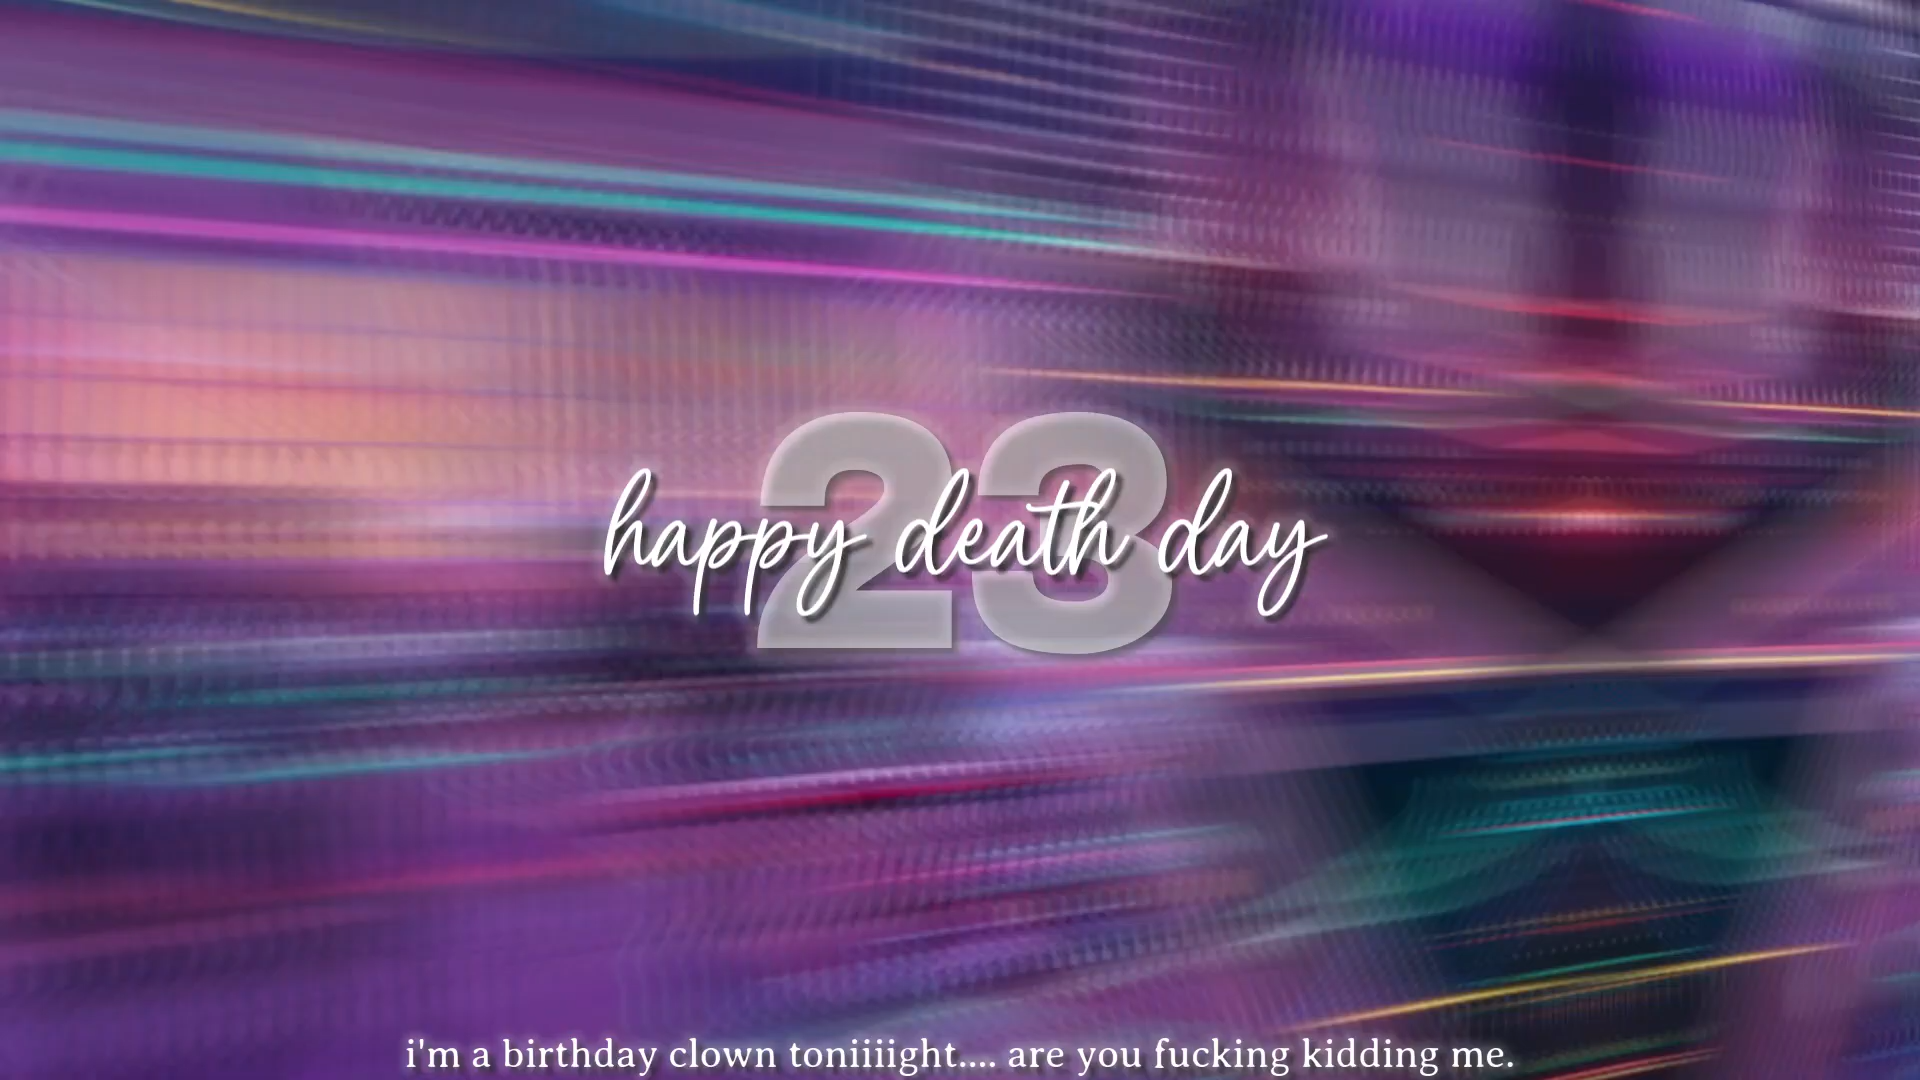 23
happy death day
i'm a birthday clown toniiiight.... are you fucking kidding me.